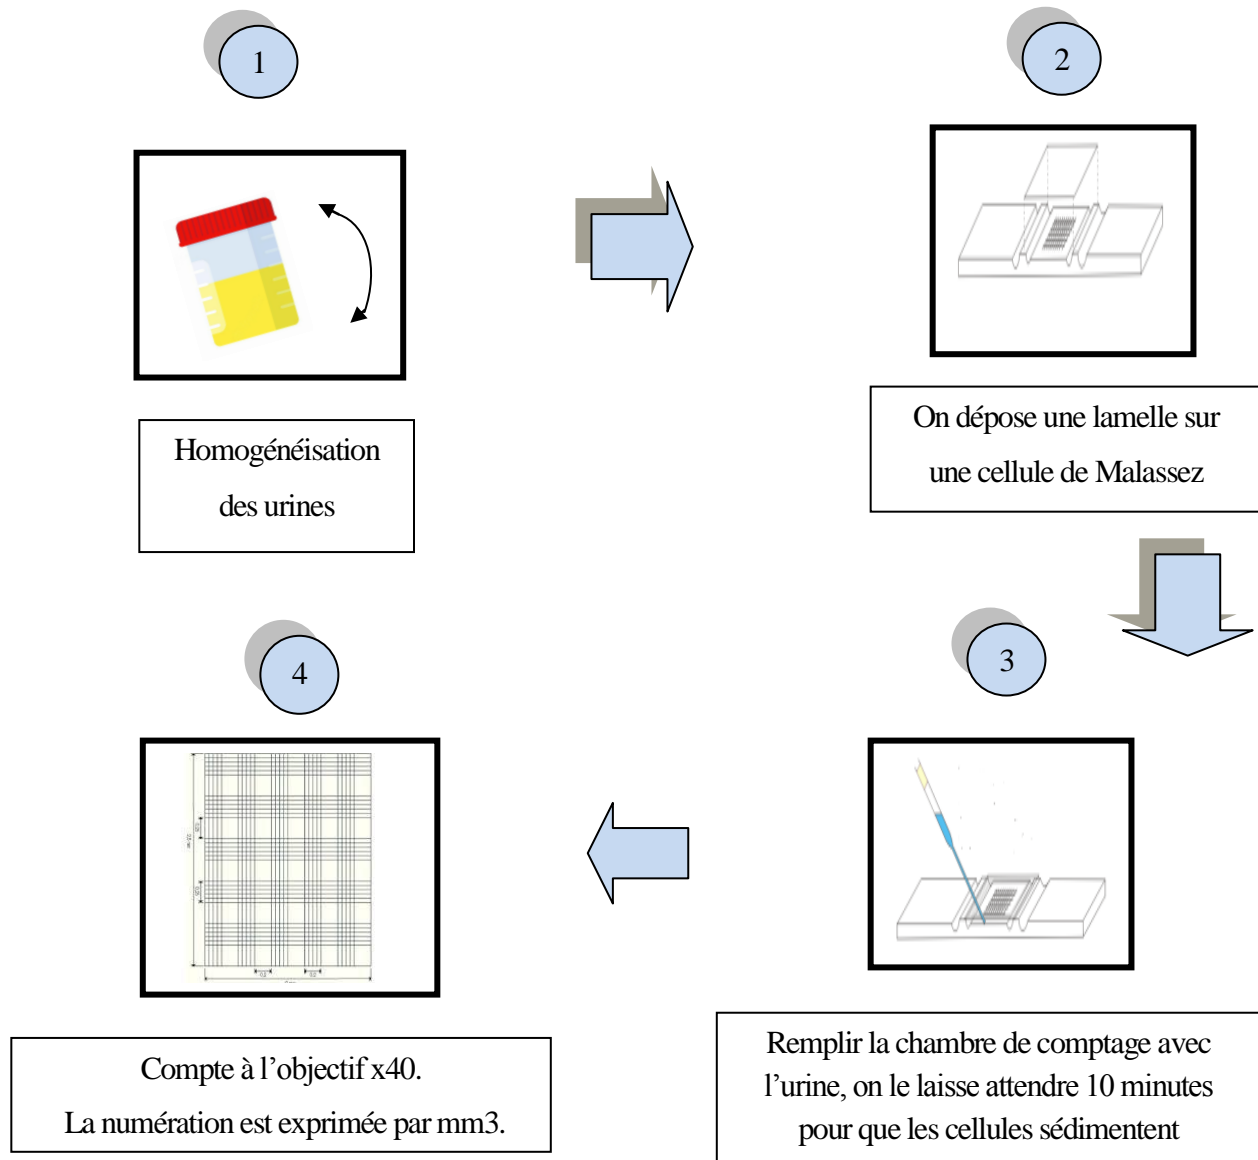 1
Homogénéisation
des urines
2
On dépose une lamelle sur
une cellule de Malassez
3
Remplir la chambre de comptage avec
l'urine, on le laisse attendre 10 minutes
pour que les cellules sédimentent
4
Compte à l'objectif x40.
La numération est exprimée par mm3.